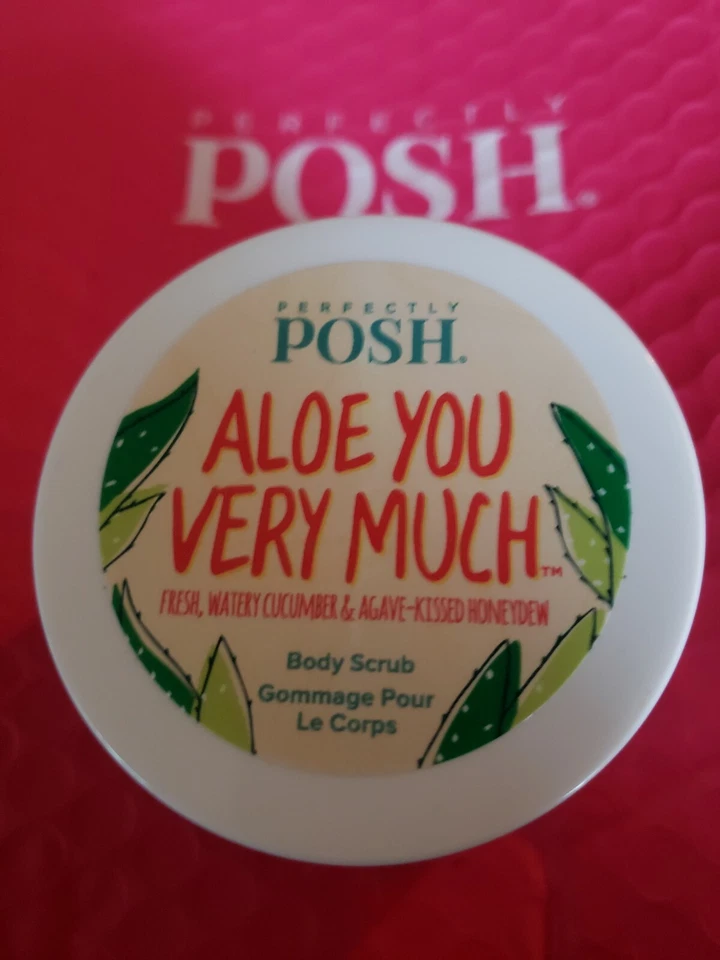 PERFECTLY
POSH.
PERFECTLY
POSH.
ALOE YOU
VERY MUCH™
FRESH, WATERY CUCUMBER & AGAVE-KISSED HONEYDEW
Body Scrub
Gommage Pour
Le Corps